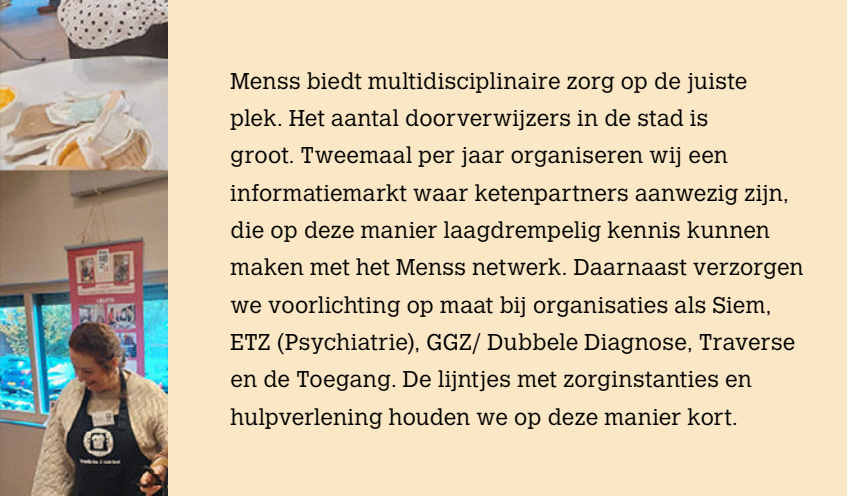 Menss biedt multidisciplinaire zorg op de juiste
plek. Het aantal doorverwijzers in de stad is
groot. Tweemaal per jaar organiseren wij een
informatiemarkt waar ketenpartners aanwezig zijn,
die op deze manier laagdrempelig kennis kunnen
maken met het Menss netwerk. Daarnaast verzorgen
we voorlichting op maat bij organisaties als Siem,
ETZ (Psychiatrie), GGZ/ Dubbele Diagnose, Traverse
en de Toegang. De lijntjes met zorginstanties en
hulpverlening houden we op deze manier kort.